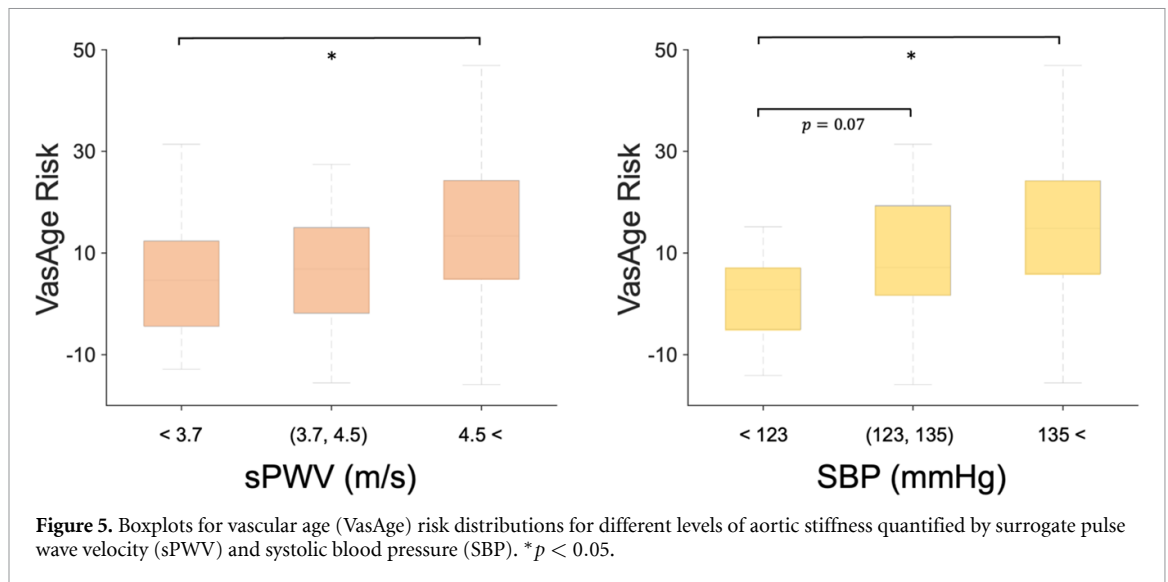 50
30
10
-10
VasAge Risk
*
< 3.7
(3.7, 4.5)
4.5 <
sPWV (m/s)
50
30
10
-10
VasAge Risk
*
p = 0.07
< 123
(123, 135)
135 <
SBP (mmHg)
Figure 5. Boxplots for vascular age (VasAge) risk distributions for different levels of aortic stiffness quantified by surrogate pulse
wave velocity (sPWV) and systolic blood pressure (SBP). *p < 0.05.